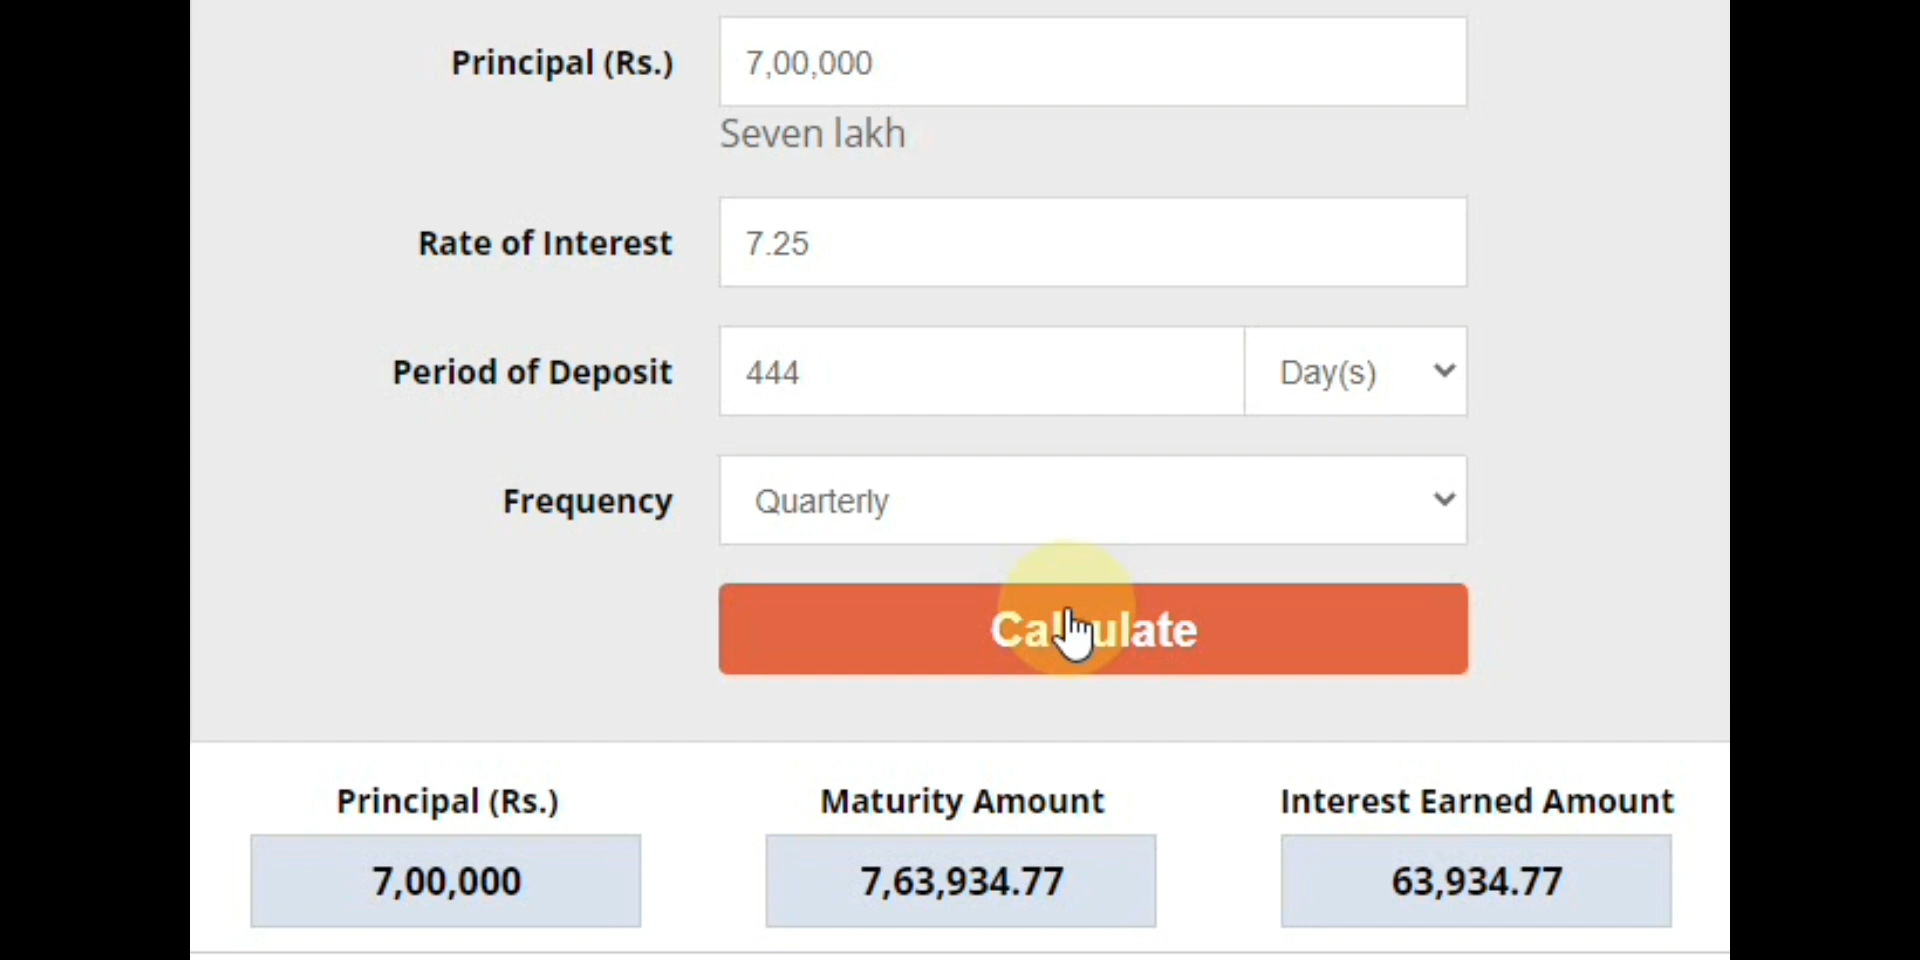 Principal (Rs.) 7,00,000
Seven lakh
Rate of Interest 7.25
Period of Deposit 444 Day(s)
Frequency Quarterly
Calculate
Principal (Rs.) Maturity Amount Interest Earned Amount
7,00,000 7,63,934.77 63,934.77